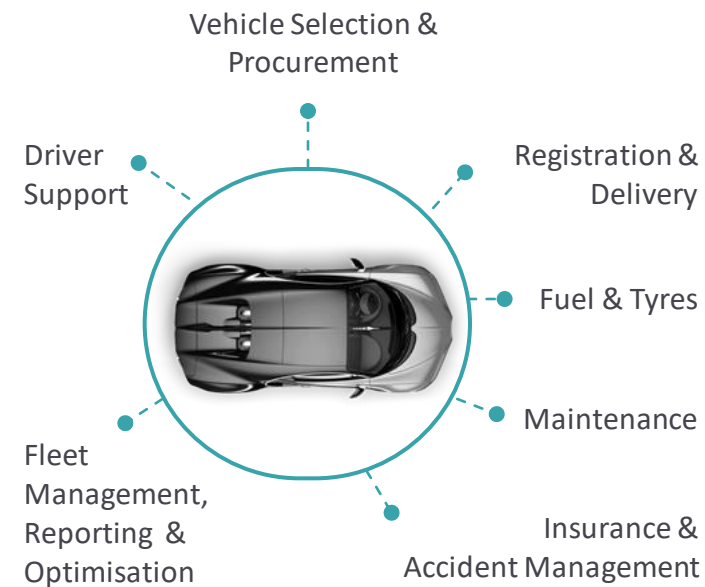 Vehicle Selection &
Procurement
Driver
Support
Registration &
Delivery
Fuel & Tyres
Maintenance
Fleet
Management,
Reporting &
Optimisation
Insurance &
Accident Management